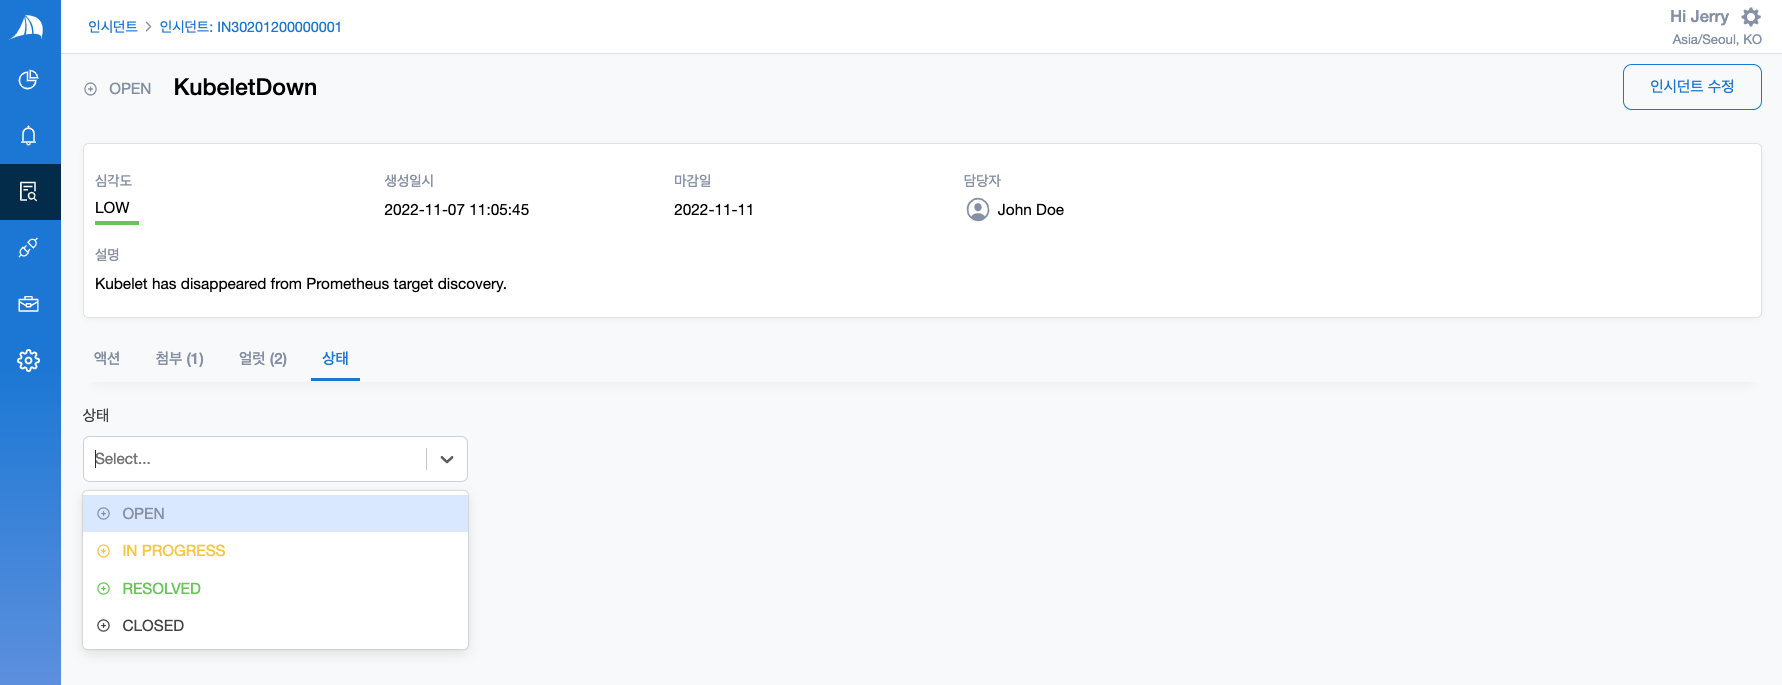 인시던트 > 인시던트: IN30201200000001
Hi Jerry
Asia/Seoul, KO
OPEN KubeletDown
인시던트 수정
심각도 생성일시 마감일 담당자
LOW 2022-11-07 11:05:45 2022-11-11 John Doe
설명
Kubelet has disappeared from Prometheus target discovery.
액션 첨부 (1) 얼럿 (2) 상태
상태
Select...
OPEN
IN PROGRESS
RESOLVED
CLOSED